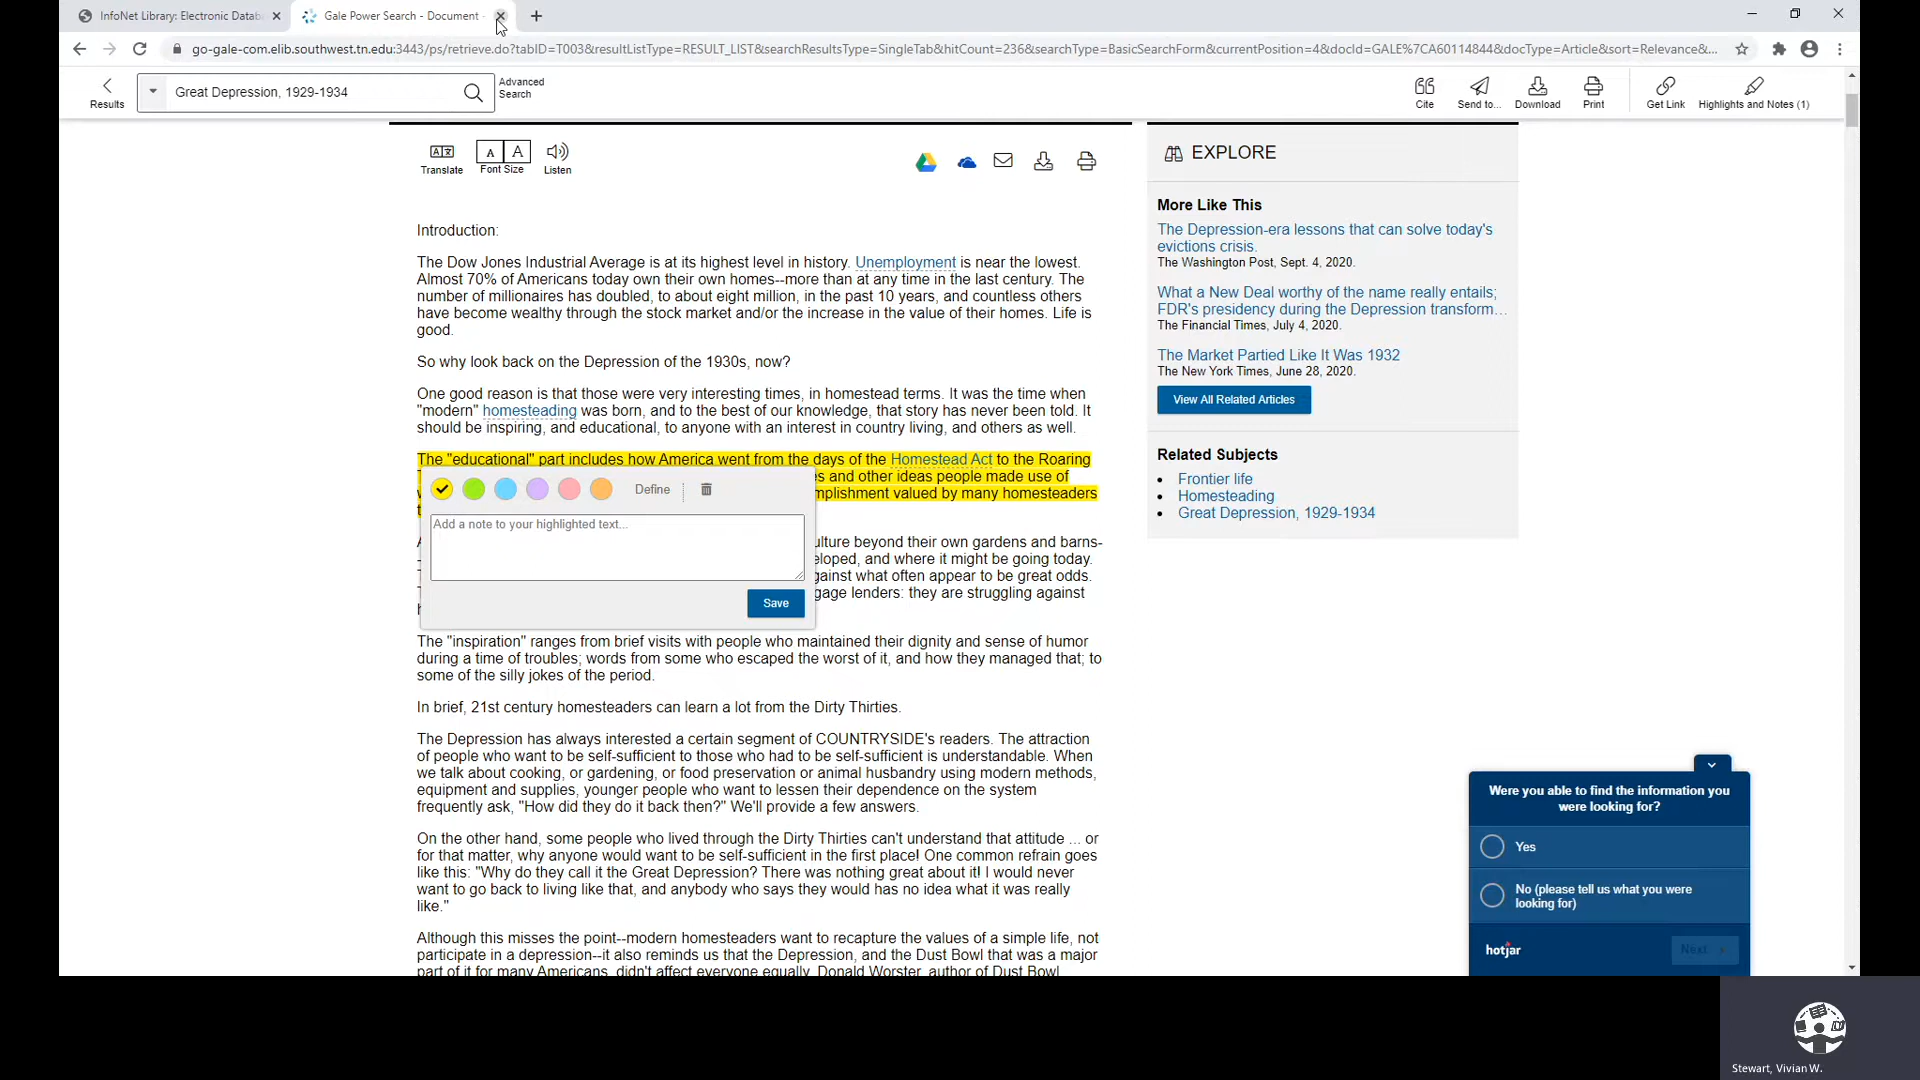 InfoNet Library: Electronic Datab
Gale Power Search - Document -
go-gale-com.elib.southwest.tn.edu:3443/ps/retrieve.do?tabID=T003&resultListType=RESULT_LIST&searchResultsType=SingleTab&hitCount=236&searchType=BasicSearchForm&currentPosition=4&docId=GALE%7CA60114844&docType=Article&sort=Relevance&...
Results
Great Depression, 1929-1934
Advanced
Search
Cite
Send to...
Download
Print
Get Link
Highlights and Notes (1)
Translate
A A
Font Size
Listen
Introduction:
The Dow Jones Industrial Average is at its highest level in history. Unemployment is near the lowest.
Almost 70% of Americans today own their own homes--more than at any time in the last century. The
number of millionaires has doubled, to about eight million, in the past 10 years, and countless others
have become wealthy through the stock market and/or the increase in the value of their homes. Life is
good.
So why look back on the Depression of the 1930s, now?
One good reason is that those were very interesting times, in homestead terms. It was the time when
"modern" homesteading was born, and to the best of our knowledge, that story has never been told. It
should be inspiring, and educational, to anyone with an interest in country living, and others as well.
The "educational" part includes how America went from the days of the Homestead Act to the Roaring
s and other ideas people made use of
mplishment valued by many homesteaders
Define
Add a note to your highlighted text...
Save
ulture beyond their own gardens and barns-
eloped, and where it might be going today.
gainst what often appear to be great odds.
gage lenders: they are struggling against
The "inspiration" ranges from brief visits with people who maintained their dignity and sense of humor
during a time of troubles; words from some who escaped the worst of it, and how they managed that; to
some of the silly jokes of the period.
In brief, 21st century homesteaders can learn a lot from the Dirty Thirties.
The Depression has always interested a certain segment of COUNTRYSIDE's readers. The attraction
of people who want to be self-sufficient to those who had to be self-sufficient is understandable. When
we talk about cooking, or gardening, or food preservation or animal husbandry using modern methods,
equipment and supplies, younger people who want to lessen their dependence on the system
frequently ask, "How did they do it back then?" We'll provide a few answers.
On the other hand, some people who lived through the Dirty Thirties can't understand that attitude ... or
for that matter, why anyone would want to be self-sufficient in the first place! One common refrain goes
like this: "Why do they call it the Great Depression? There was nothing great about it! I would never
want to go back to living like that, and anybody who says they would has no idea what it was really
like."
Although this misses the point--modern homesteaders want to recapture the values of a simple life, not
participate in a depression--it also reminds us that the Depression, and the Dust Bowl that was a major
part of it for many Americans, didn't affect everyone equally. Donald Worster, author of Dust Bowl
EXPLORE
More Like This
The Depression-era lessons that can solve today's
evictions crisis.
The Washington Post, Sept. 4, 2020.
What a New Deal worthy of the name really entails;
FDR's presidency during the Depression transform...
The Financial Times, July 4, 2020.
The Market Partied Like It Was 1932
The New York Times, June 28, 2020.
View All Related Articles
Related Subjects
Frontier life
Homesteading
Great Depression, 1929-1934
Were you able to find the information you
were looking for?
Yes
No (please tell us what you were
looking for)
hotjar
Next
Stewart, Vivian W.